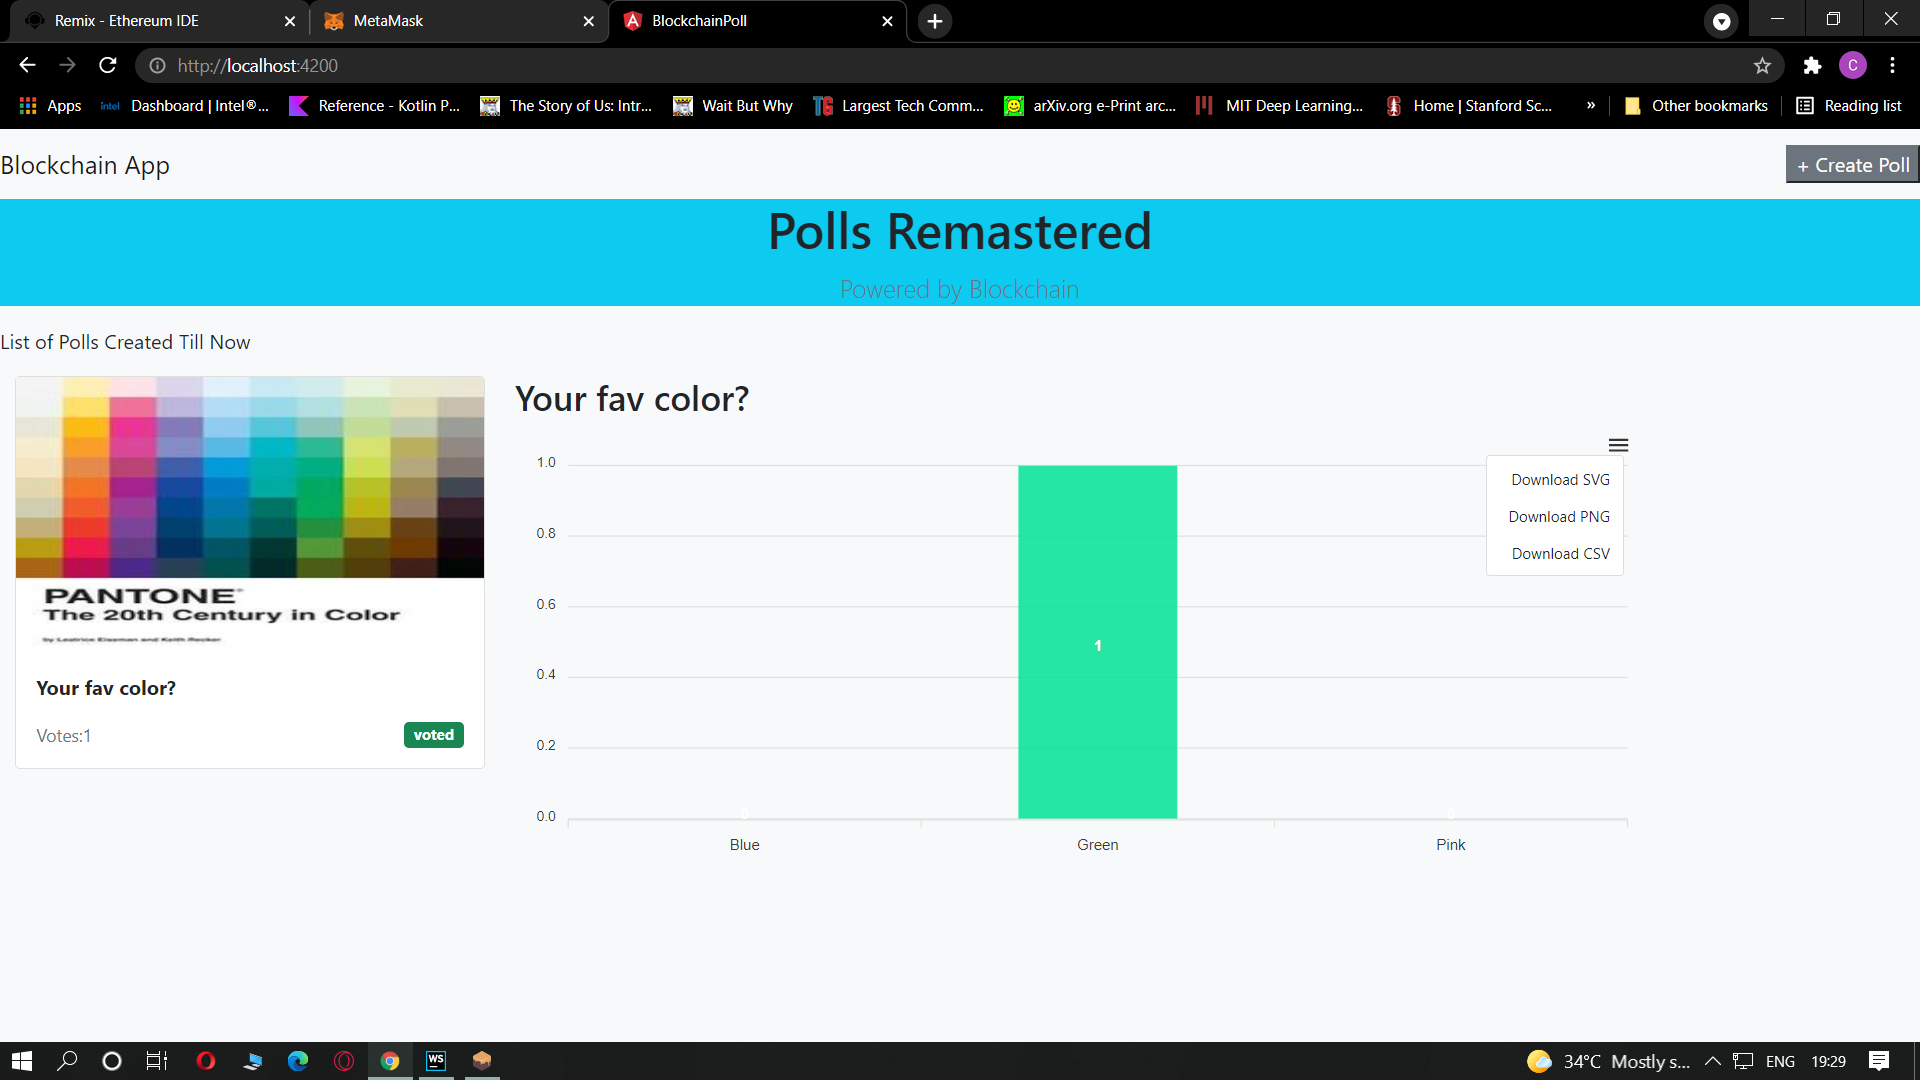 Remix - Ethereum IDE
MetaMask
BlockchainPoll
http://localhost:4200
C
Apps
intel
Dashboard | Intel®...
Reference - Kotlin P...
The Story of Us: Intr...
Wait But Why
TG
Largest Tech Comm...
arXiv.org e-Print arc...
MIT Deep Learning...
Home | Stanford Sc...
»
Other bookmarks
Reading list
Blockchain App
+ Create Poll
Polls Remastered
Powered by Blockchain
List of Polls Created Till Now
PANTONE
The 20th Century in Color
by Leatrice Eiseman and Keith Recker
Your fav color?
Votes:1
voted
Your fav color?
Download SVG
Download PNG
Download CSV
1.0
0.8
0.6
0.4
0.2
0.0
0
1
0
Blue
Green
Pink
WS
34°C Mostly s...
ENG
19:29